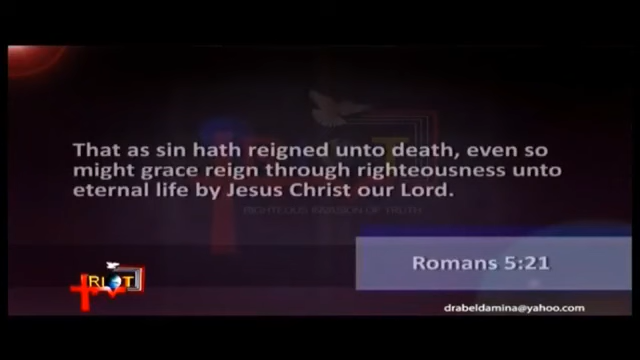 That as sin hath reigned unto death, even so
might grace reign through righteousness unto
eternal life by Jesus Christ our Lord.
RIGHTEOUS INVASION OF TRUTH
Romans 5:21
RIOT
drabeldamina@yahoo.com